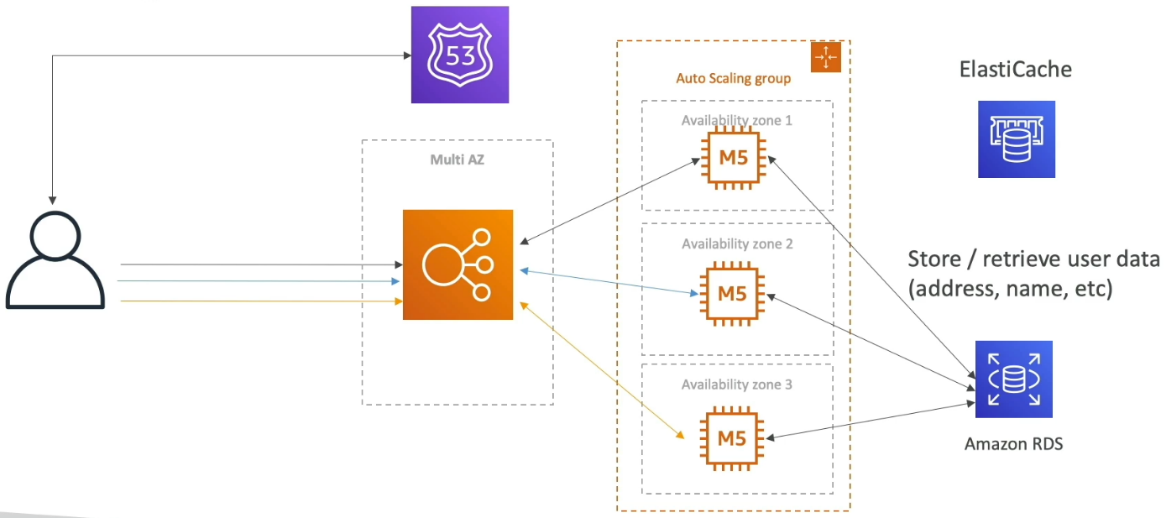 53
Auto Scaling group
ElastiCache
Availability zone 1
M5
Multi AZ
Availability zone 2
M5
Store / retrieve user data
(address, name, etc)
Availability zone 3
M5
Amazon RDS